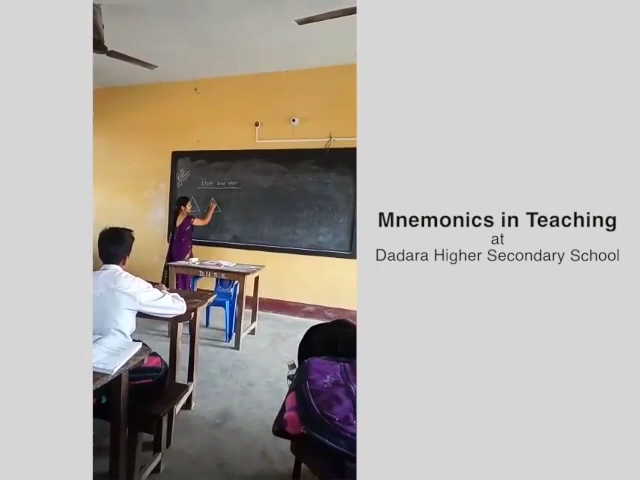 Mnemonics in Teaching
at
Dadara Higher Secondary School
D.H.S.S.